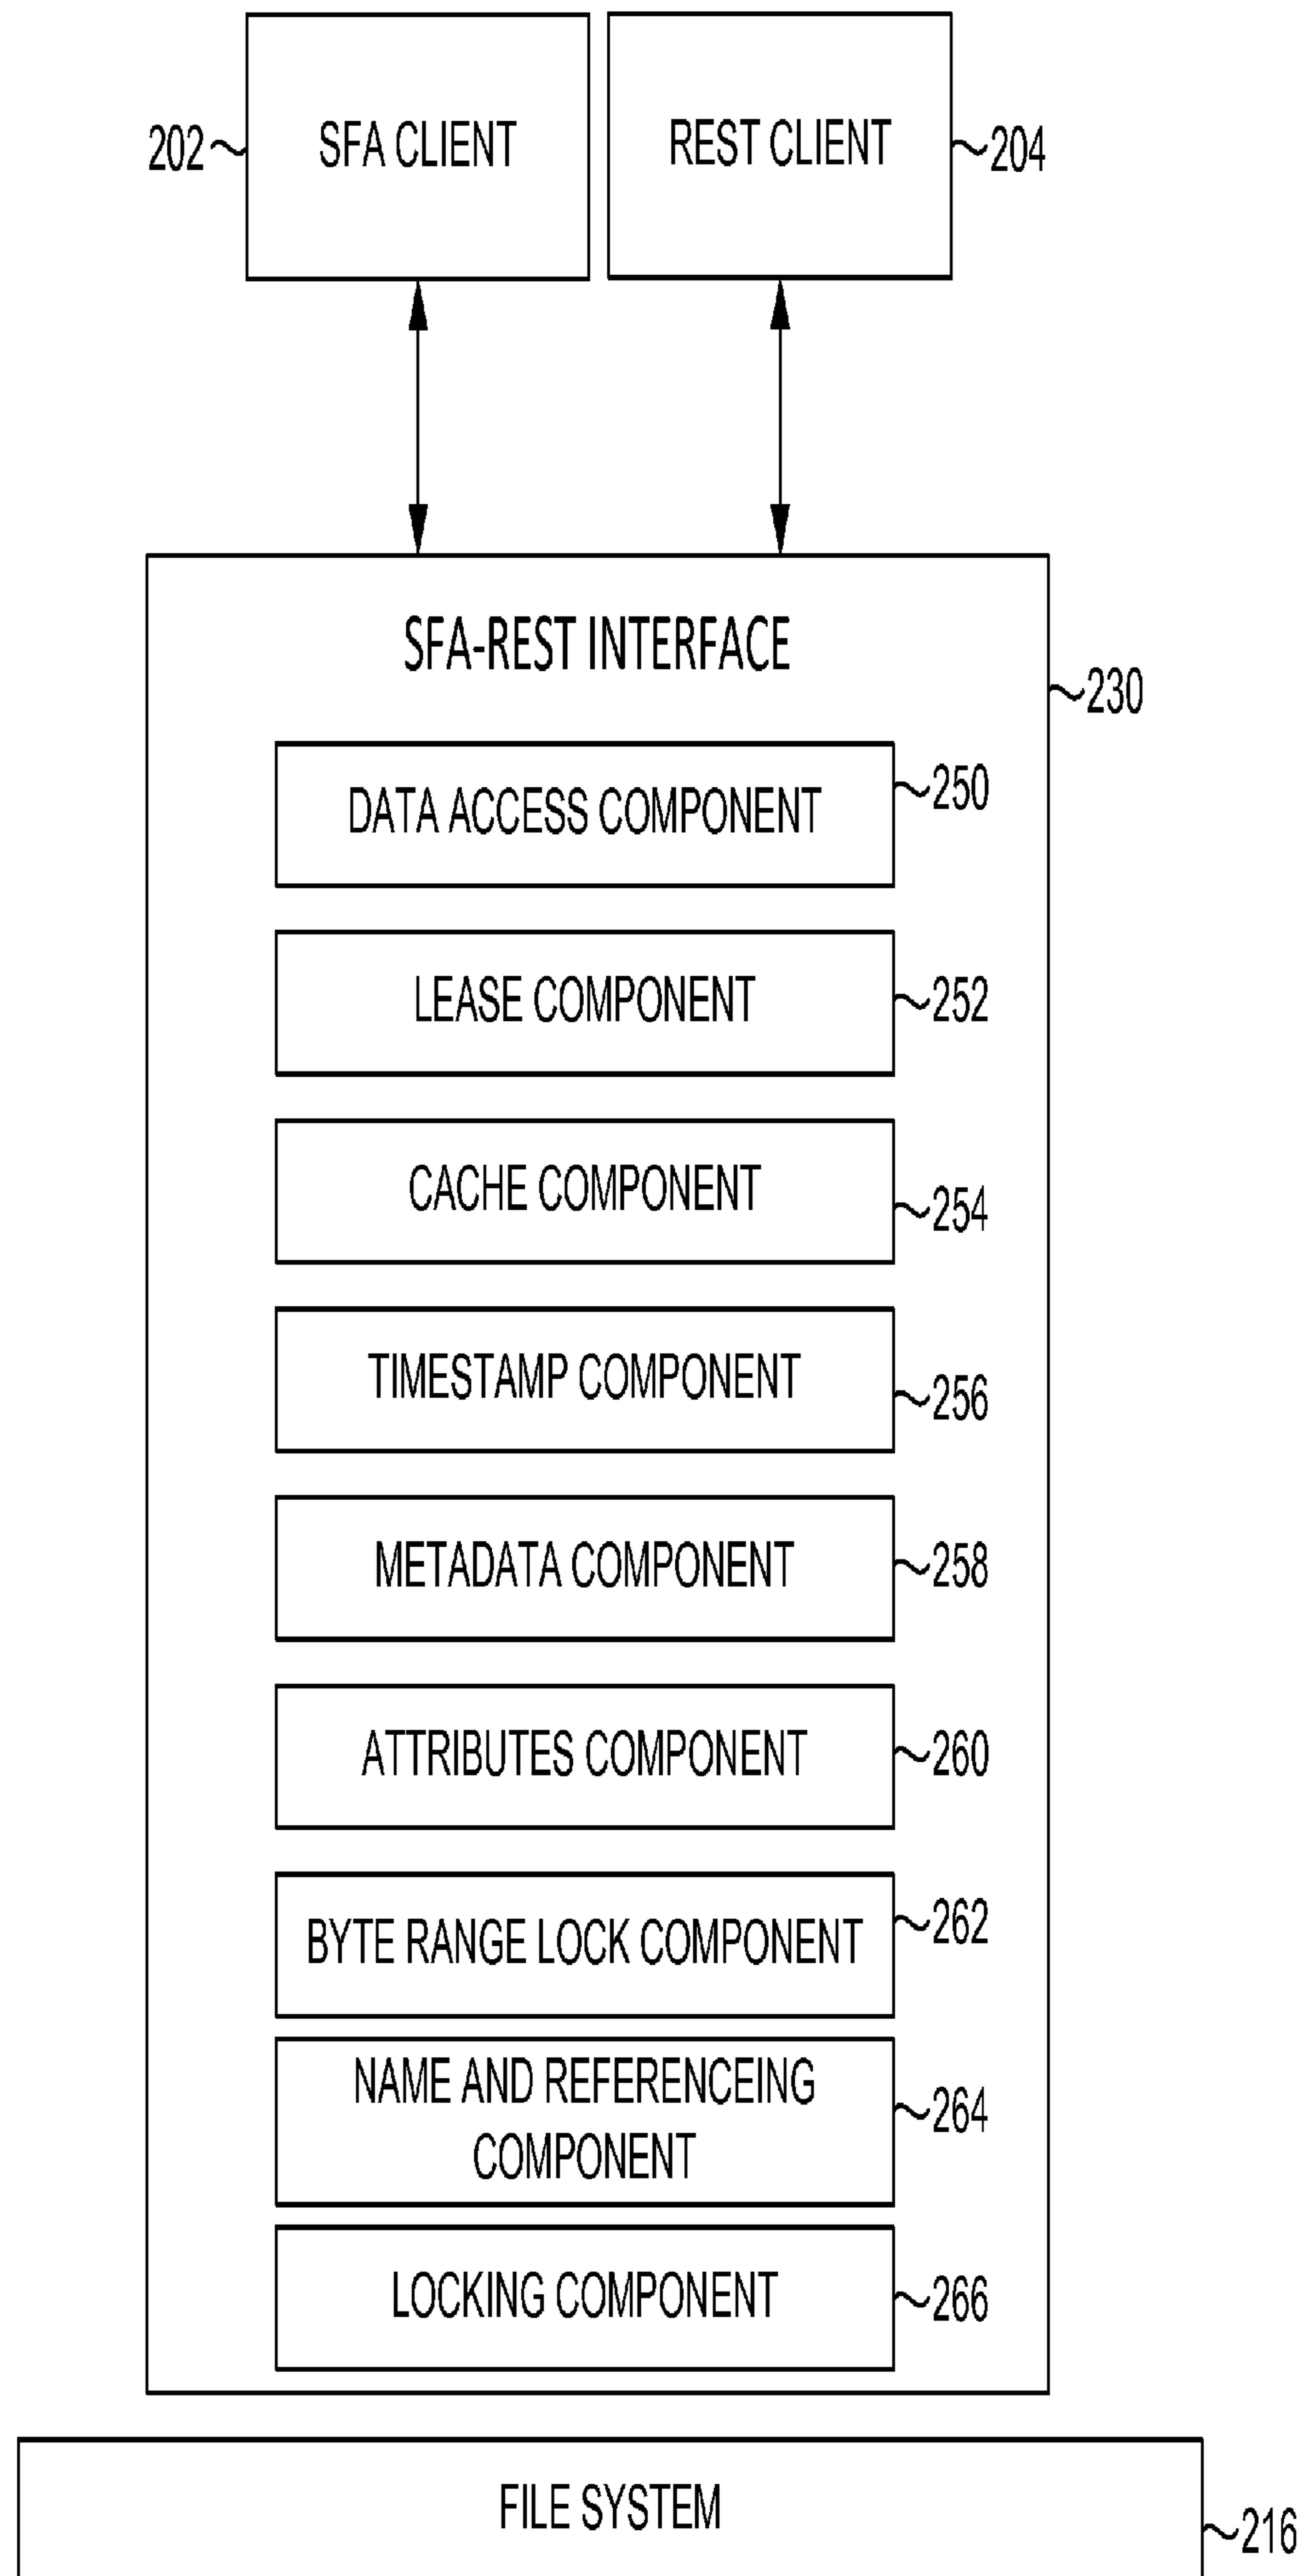 202
SFA CLIENT
REST CLIENT
204
SFA-REST INTERFACE
230
DATA ACCESS COMPONENT
250
LEASE COMPONENT
252
CACHE COMPONENT
254
TIMESTAMP COMPONENT
256
METADATA COMPONENT
258
ATTRIBUTES COMPONENT
260
BYTE RANGE LOCK COMPONENT
262
NAME AND REFERENCEING
COMPONENT
264
LOCKING COMPONENT
266
FILE SYSTEM
216